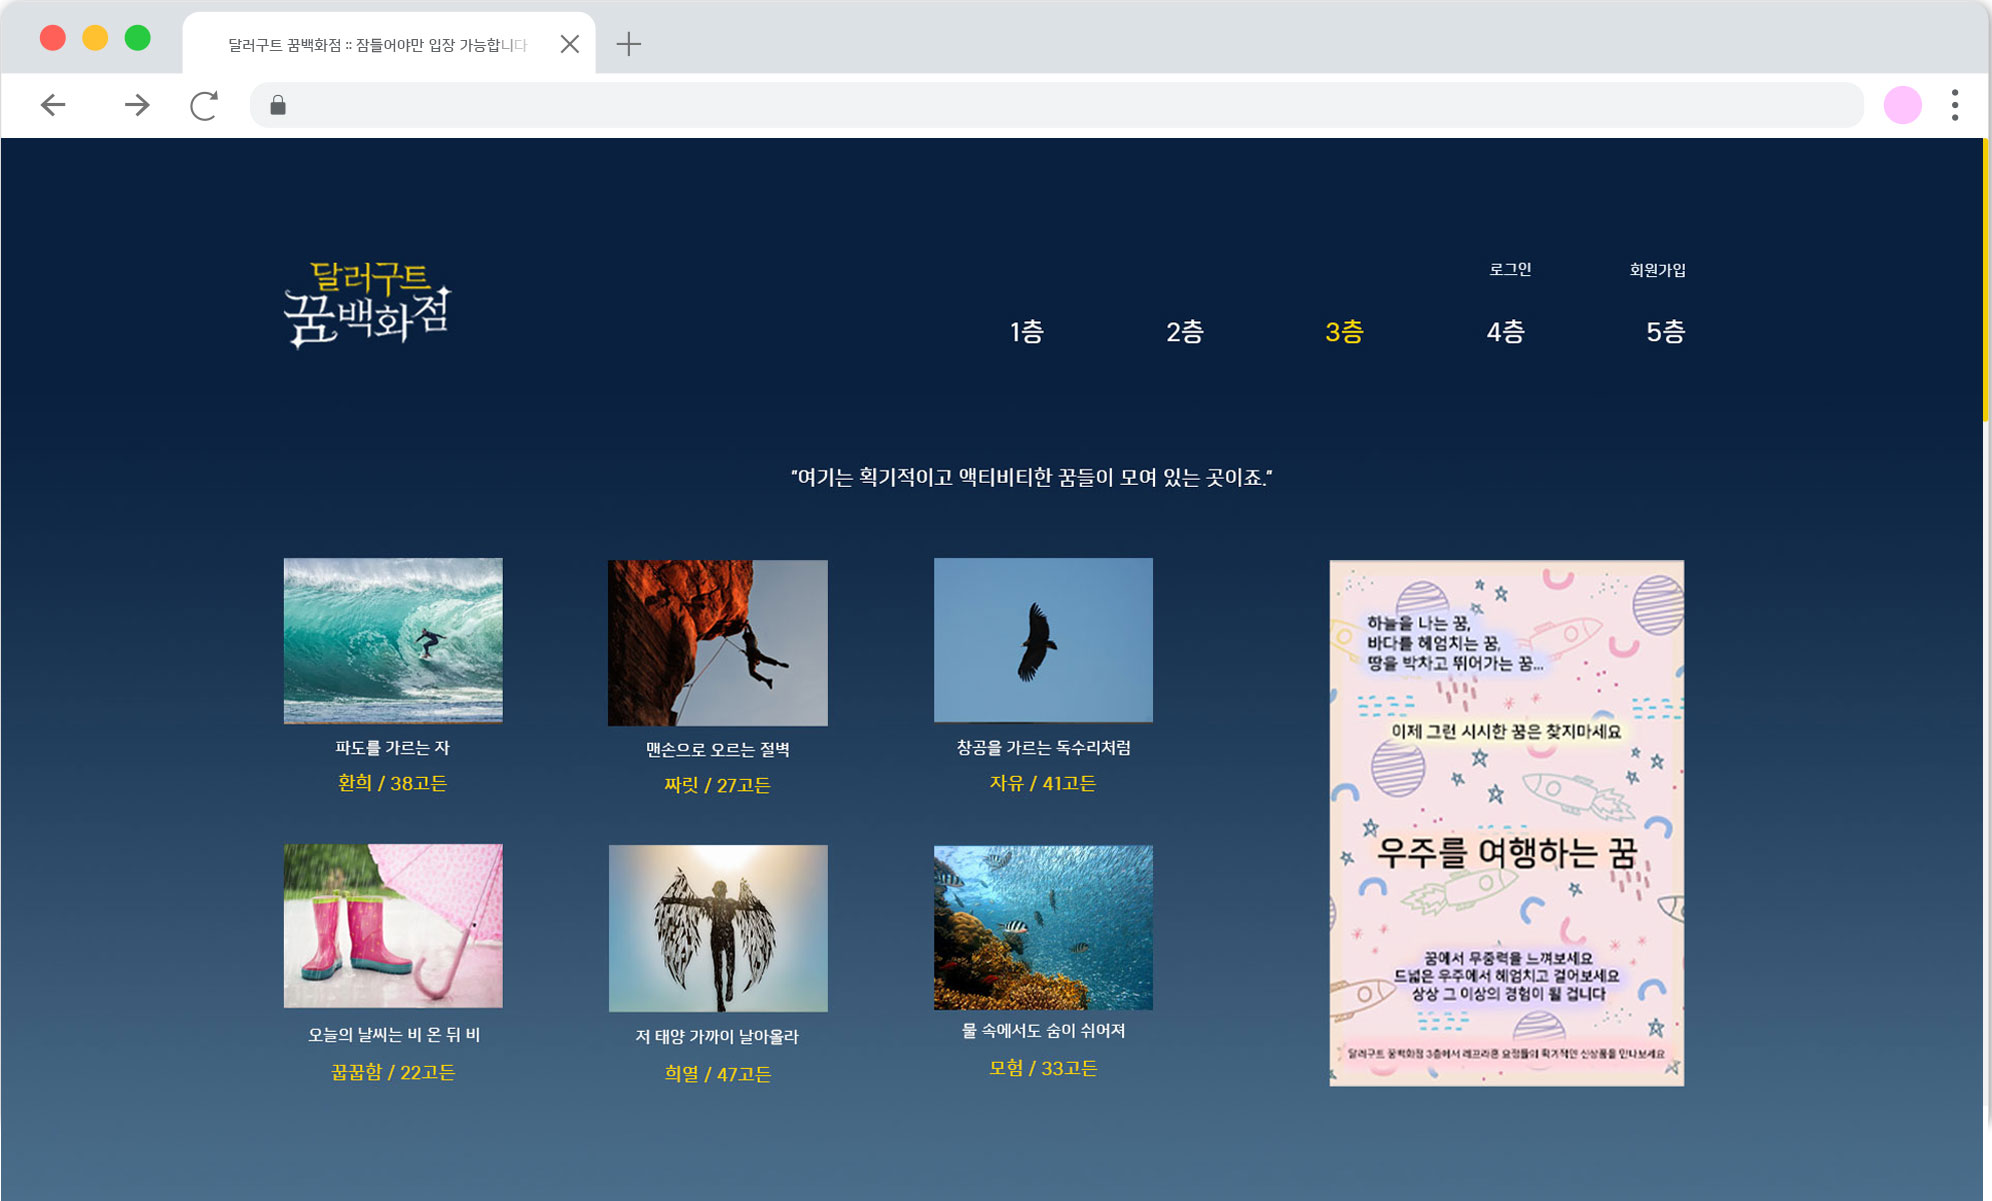 달러구트 꿈백화점 :: 잠들어야만 입장 가능합니다
달러구트
꿈백화점
로그인
회원가입
1층
2층
3층
4층
5층
"여기는 획기적이고 액티비티한 꿈들이 모여 있는 곳이죠."
파도를 가르는 자
환희 / 38고든
맨손으로 오르는 절벽
짜릿 / 27고든
창공을 가르는 독수리처럼
자유 / 41고든
오늘의 날씨는 비 온 뒤 비
꿉꿉함 / 22고든
저 태양 가까이 날아올라
희열 / 47고든
물 속에서도 숨이 쉬어져
모험 / 33고든
하늘을 나는 꿈,
바다를 헤엄치는 꿈,
땅을 박차고 뛰어가는 꿈...
이제 그런 시시한 꿈은 찾지마세요
우주를 여행하는 꿈
꿈에서 무중력을 느껴보세요
드넓은 우주에서 헤엄치고 걸어보세요
상상 그 이상의 경험이 될 겁니다
달러구트 꿈백화점 3층에서 레프라혼 요정들의 획기적인 신상품을 만나보세요